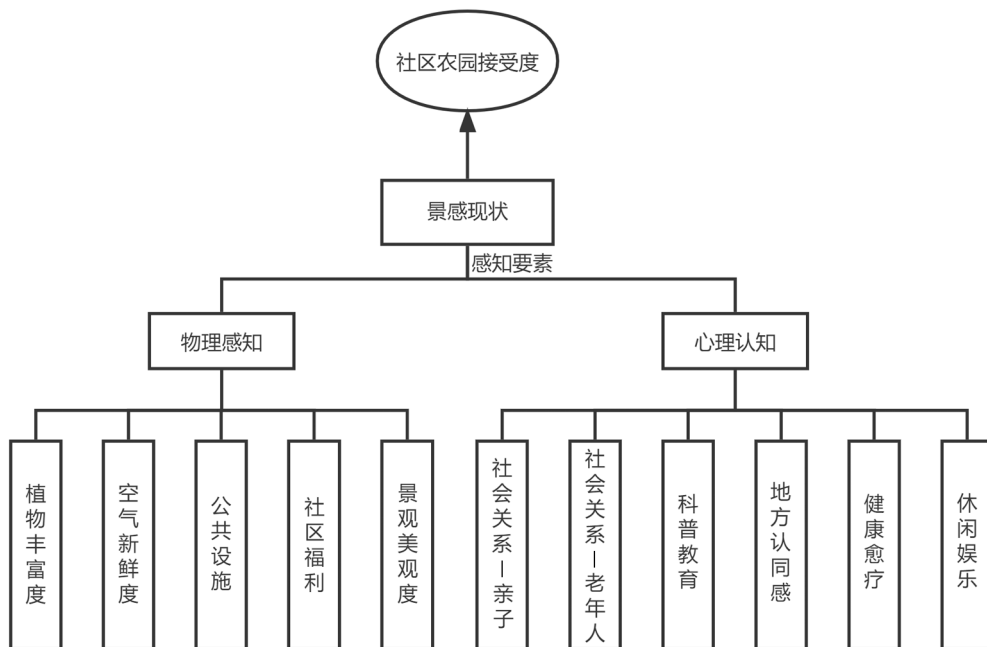 社区农园接受度
景感现状
感知要素
物理感知
心理认知
植物丰富度
空气新鲜度
公共设施
社区福利
景观美观度
社会关系—亲子
社会关系—老年人
科普教育
地方认同感
健康愈疗
休闲娱乐